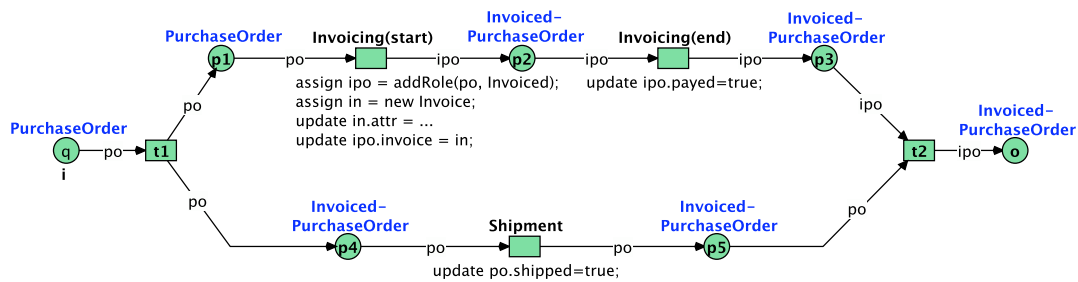 Invoiced-
Invoiced-
PurchaseOrder
Invoicing(start)
PurchaseOrder
Invoicing(end)
PurchaseOrder
p1
po
ipo
p2
ipo
ipo
p3
assign ipo = addRole(po, Invoiced);
assign in = new Invoice;
update in.attr = ...
update ipo.invoice = in;
update ipo.payed=true;
po
ipo
PurchaseOrder
Invoiced-
PurchaseOrder
q
po
t1
t2
ipo
o
i
po
Invoiced-
PurchaseOrder
Shipment
Invoiced-
PurchaseOrder
po
p4
po
po
p5
update po.shipped=true;